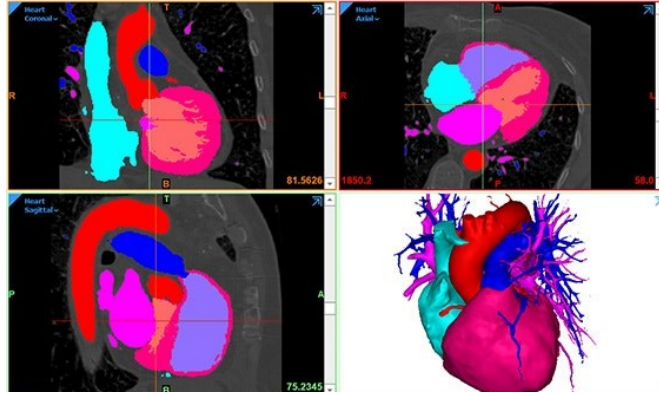 Heart
Coronal
T
R
L
B
81.5626
Heart
Axial
A
R
L
P
1850.2
58.0
Heart
Sagittal
T
P
A
B
75.2345